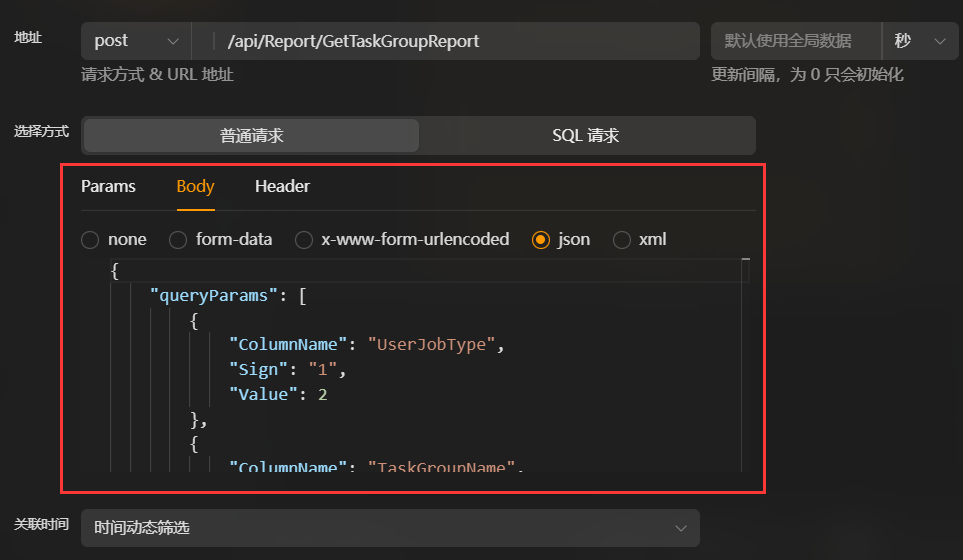 地址 post /api/Report/GetTaskGroupReport 默认使用全局数据 秒
请求方式 & URL 地址 更新间隔，为 0 只会初始化
选择方式 普通请求 SQL 请求
Params Body Header
none form-data x-www-form-urlencoded json xml
{
"queryParams": [
{
"ColumnName": "UserJobType",
"Sign": "1",
"Value": 2
},
{
"ColumnName": "TaskGroupName",
关联时间 时间动态筛选